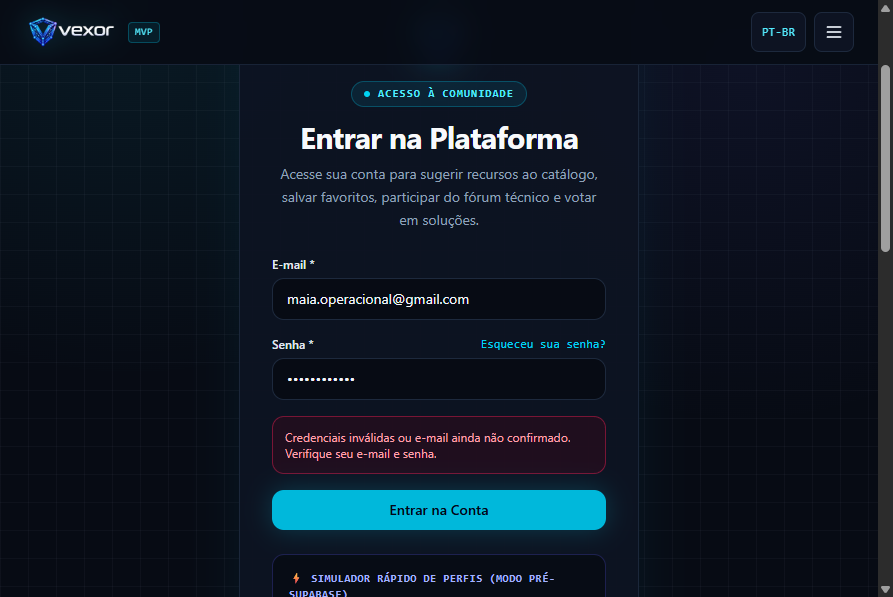 vexor MVP PT-BR
ACESSO À COMUNIDADE
Entrar na Plataforma
Acesse sua conta para sugerir recursos ao catálogo,
salvar favoritos, participar do fórum técnico e votar
em soluções.
E-mail *
maia.operacional@gmail.com
Senha * Esqueceu sua senha?
••••••••••••
Credenciais inválidas ou e-mail ainda não confirmado.
Verifique seu e-mail e senha.
Entrar na Conta
SIMULADOR RÁPIDO DE PERFIS (MODO PRÉ-
SUPABASE)